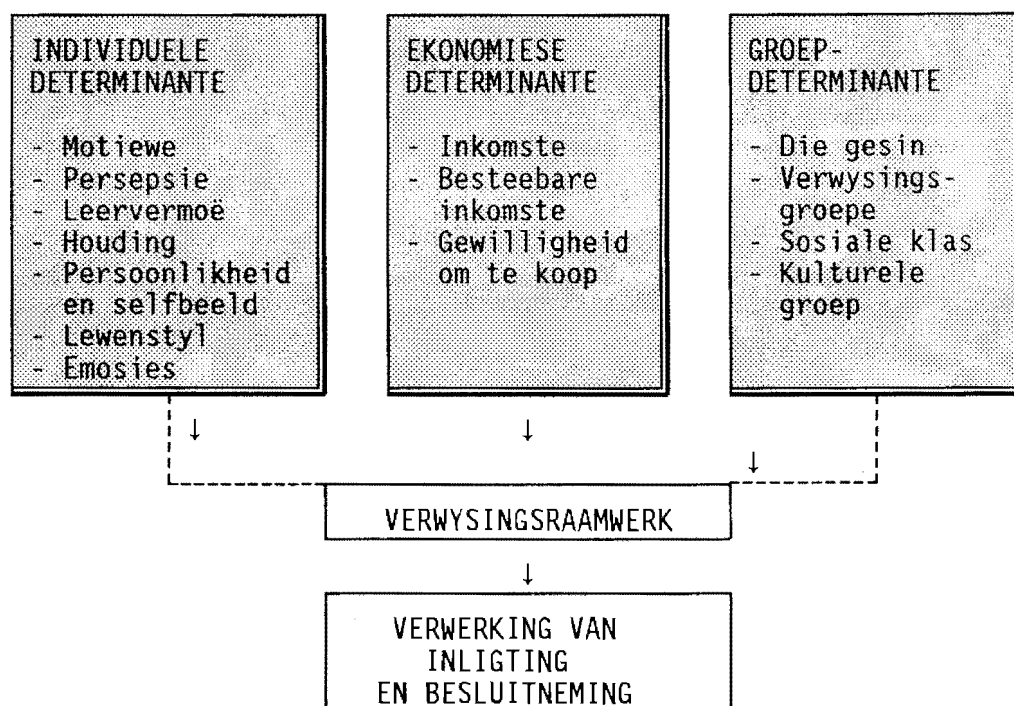 INDIVIDUELE
DETERMINANTE
- Motiewe
- Persepsie
- Leervermoë
- Houding
- Persoonlikheid
en selfbeeld
- Lewenstyl
- Emosies
EKONOMIESE
DETERMINANTE
- Inkomste
- Besteebare
inkomste
- Gewilligheid
om te koop
GROEP-
DETERMINANTE
- Die gesin
- Verwysings-
groepe
- Sosiale klas
- Kulturele
groep
VERWYSINGSRAAMWERK
VERWERKING VAN
INLIGTING
EN BESLUITNEMING